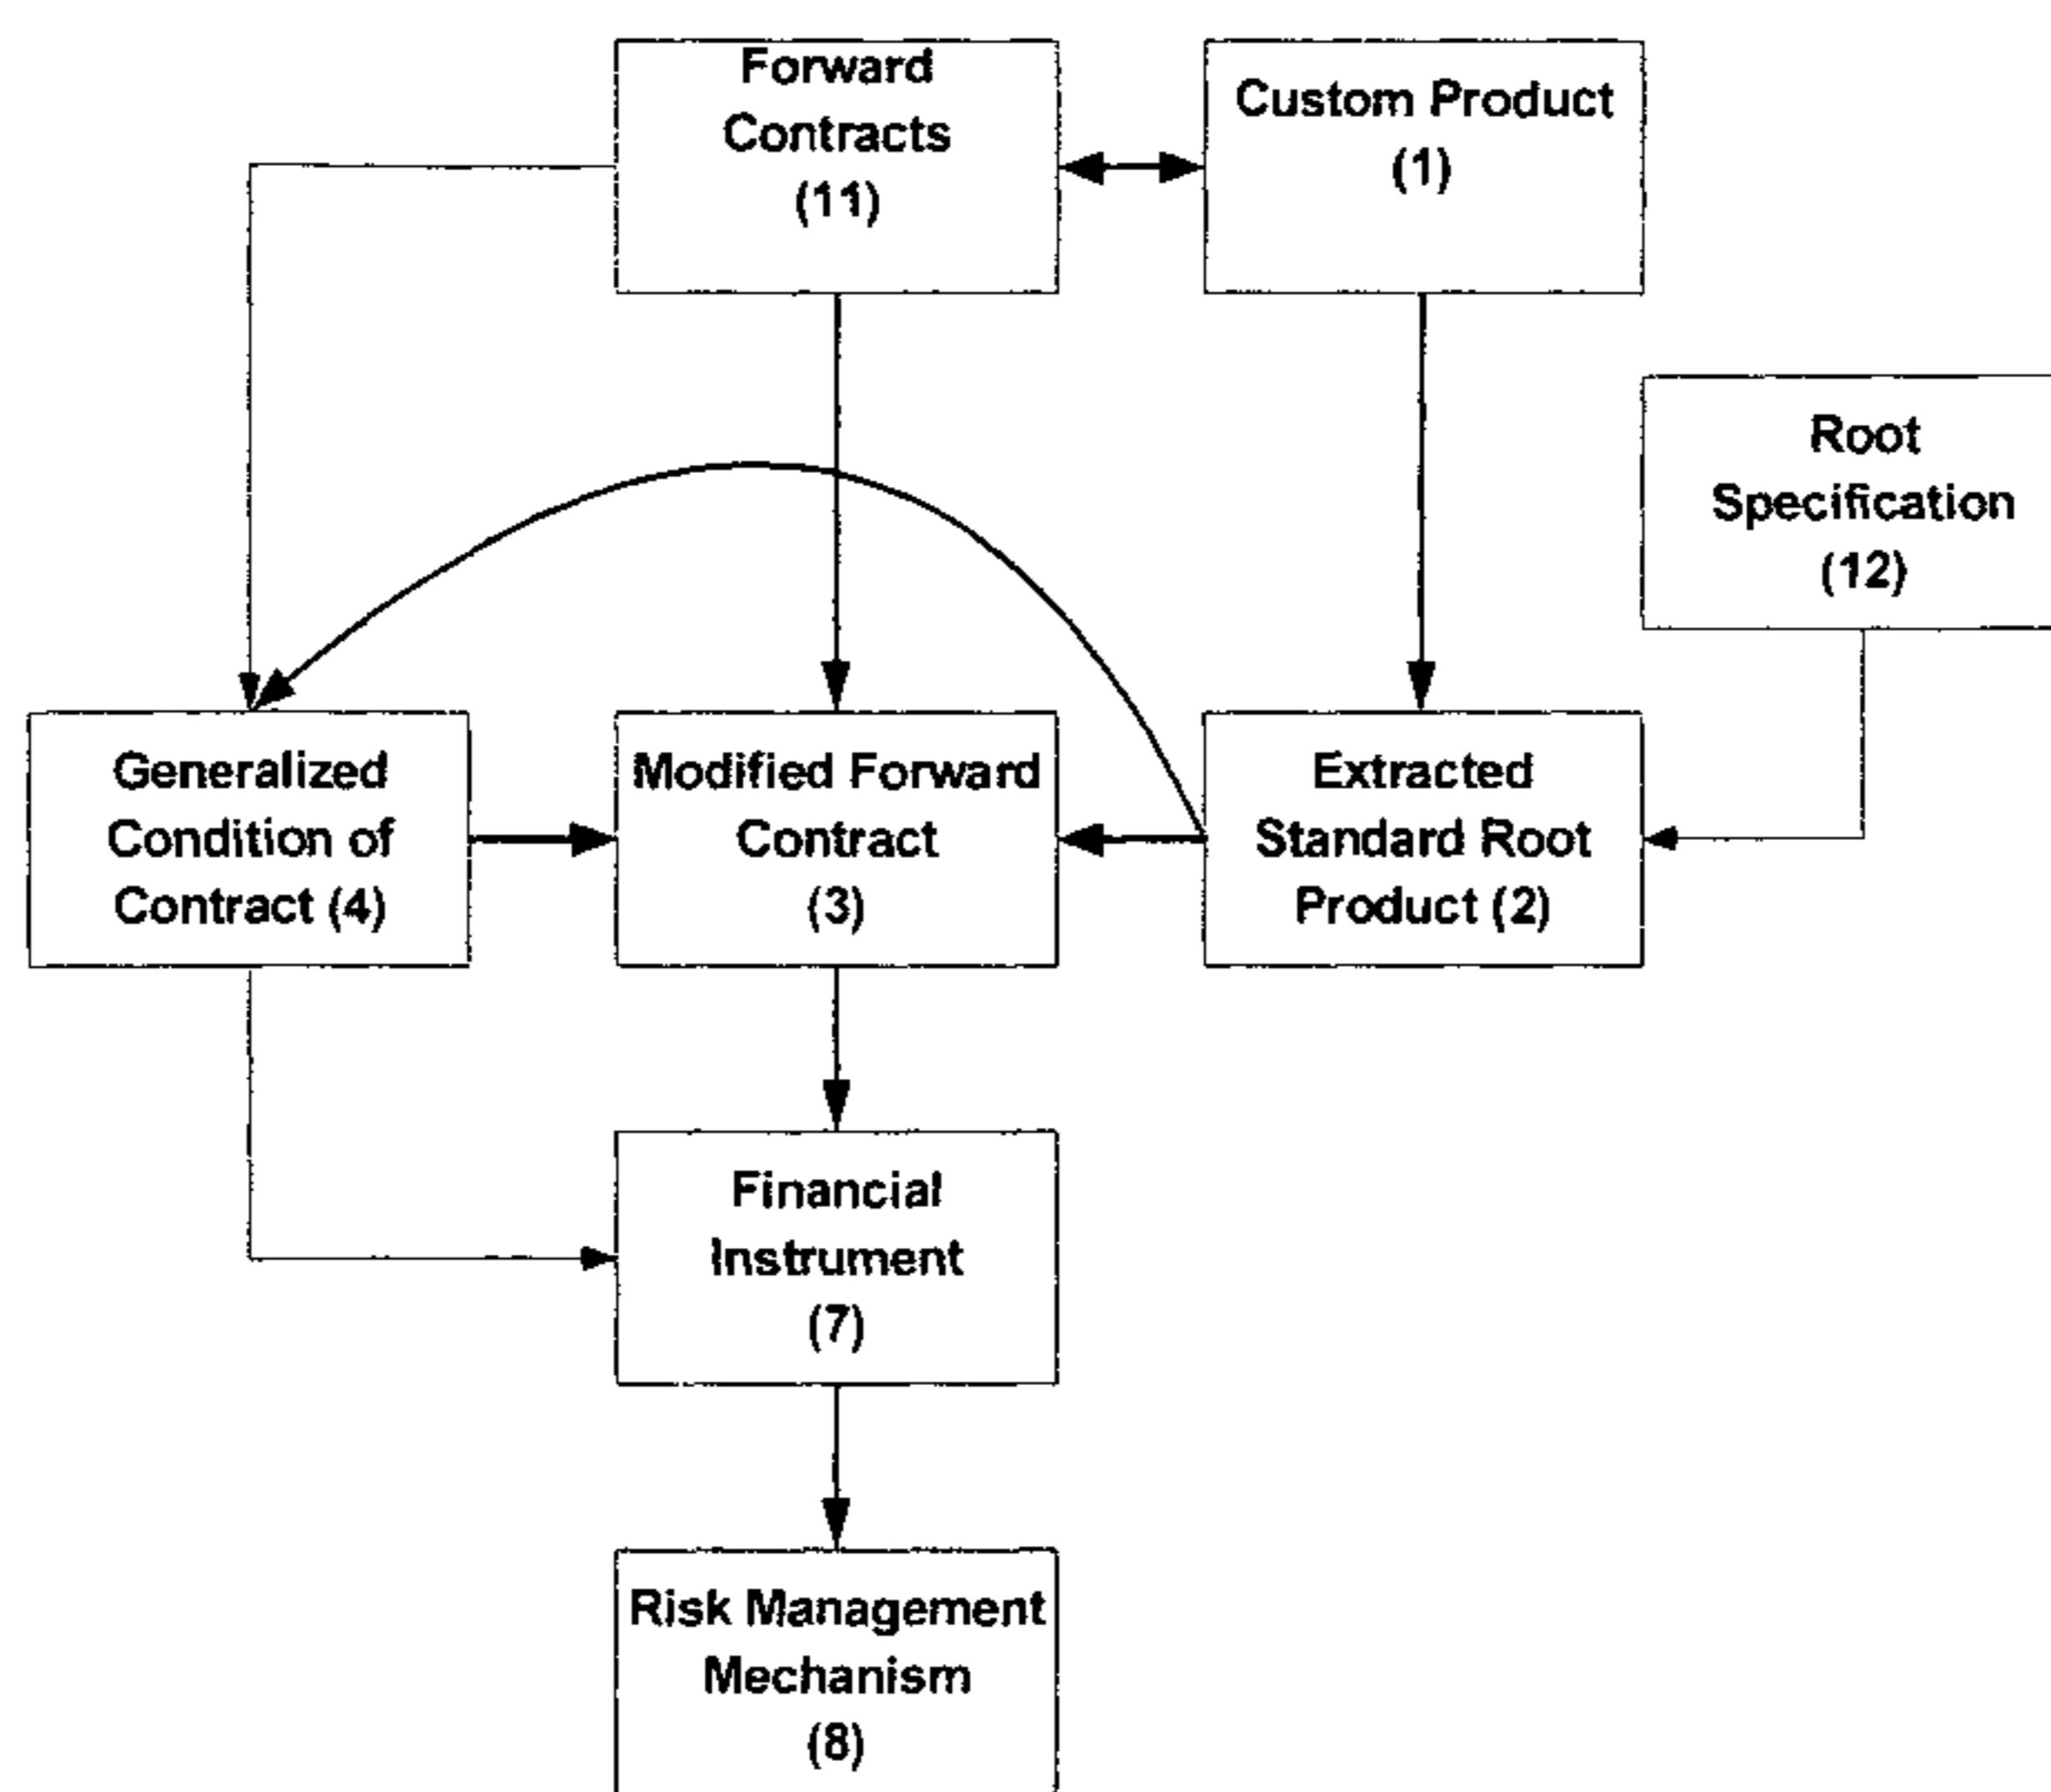 Forward
Contracts
(11)
Custom Product
(1)
Root
Specification
(12)
Generalized
Condition of
Contract (4)
Modified Forward
Contract
(3)
Extracted
Standard Root
Product (2)
Financial
Instrument
(7)
Risk Management
Mechanism
(8)